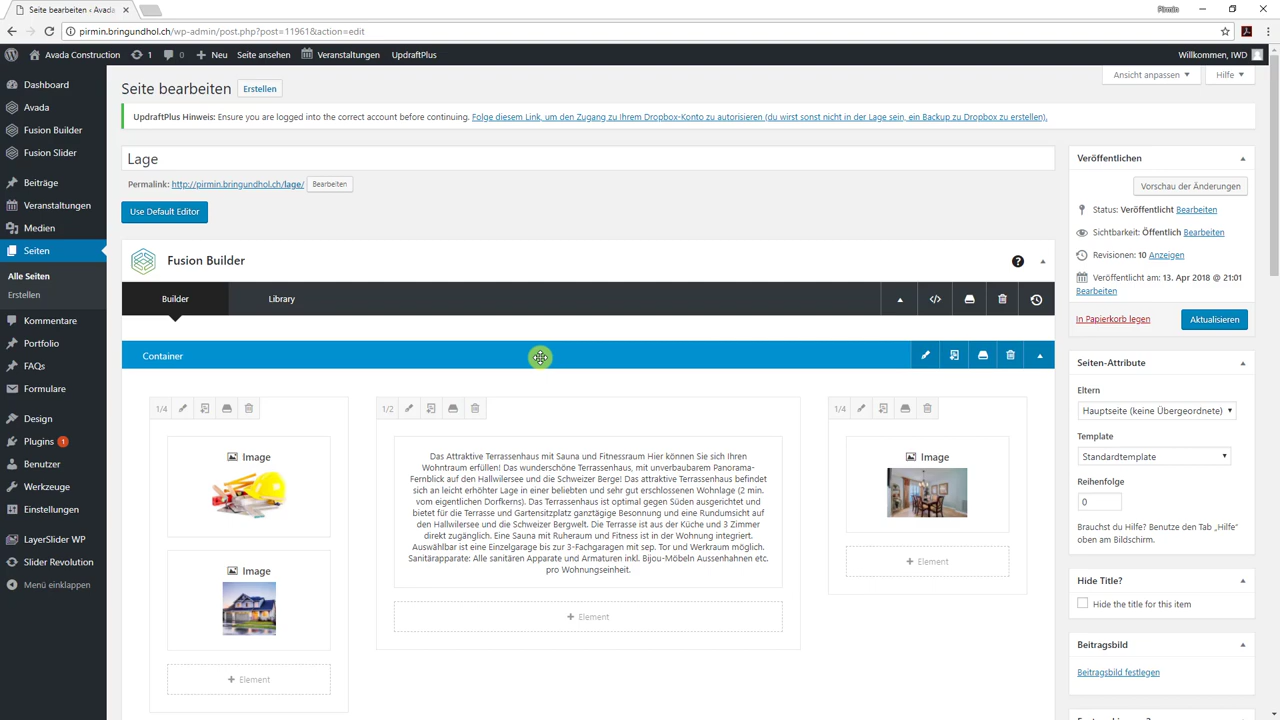 Seite bearbeiten ‹ Avada
Pirmin
pirmin.bringundhol.ch/wp-admin/post.php?post=11961&action=edit
Avada Construction 1 0 + Neu Seite ansehen Veranstaltungen UpdraftPlus Willkommen, IWD
Ansicht anpassen Hilfe
Dashboard
Avada
Fusion Builder
Fusion Slider
Beiträge
Veranstaltungen
Medien
Seiten
Alle Seiten
Erstellen
Kommentare
Portfolio
FAQs
Formulare
Design
Plugins 1
Benutzer
Werkzeuge
Einstellungen
LayerSlider WP
Slider Revolution
Menü einklappen
Seite bearbeiten Erstellen
UpdraftPlus Hinweis: Ensure you are logged into the correct account before continuing. Folge diesem Link, um den Zugang zu Ihrem Dropbox-Konto zu autorisieren (du wirst sonst nicht in der Lage sein, ein Backup zu Dropbox zu erstellen).
Lage
Permalink: http://pirmin.bringundhol.ch/lage/ Bearbeiten
Use Default Editor
Fusion Builder ?
Builder Library </>
Container
1/4
Image
Image
+ Element
1/2
Das Attraktive Terrassenhaus mit Sauna und Fitnessraum Hier können Sie sich Ihren
Wohntraum erfüllen! Das wunderschöne Terrassenhaus, mit unverbaubarem Panorama-
Fernblick auf den Hallwilersee und die Schweizer Berge! Das attraktive Terrassenhaus befindet
sich an leicht erhöhter Lage in einer beliebten und sehr gut erschlossenen Wohnlage (2 min.
vom eigentlichen Dorfkerns). Das Terrassenhaus ist optimal gegen Süden ausgerichtet und
bietet für die Terrasse und Gartensitzplatz ganztägige Besonnung und eine Rundumsicht auf
den Hallwilersee und die Schweizer Bergwelt. Die Terrasse ist aus der Küche und 3 Zimmer
direkt zugänglich. Eine Sauna mit Ruheraum und Fitness ist in der Wohnung integriert.
Auswählbar ist eine Einzelgarage bis zur 3-Fachgaragen mit sep. Tor und Werkraum möglich.
Sanitärapparate: Alle sanitären Apparate und Armaturen inkl. Bijou-Möbeln Aussenhahnen etc.
pro Wohnungseinheit.
+ Element
1/4
Image
+ Element
Veröffentlichen
Vorschau der Änderungen
Status: Veröffentlicht Bearbeiten
Sichtbarkeit: Öffentlich Bearbeiten
Revisionen: 10 Anzeigen
Veröffentlicht am: 13. Apr 2018 @ 21:01
Bearbeiten
In Papierkorb legen Aktualisieren
Seiten-Attribute
Eltern
Hauptseite (keine Übergeordnete)
Template
Standardtemplate
Reihenfolge
0
Brauchst du Hilfe? Benutze den Tab „Hilfe“
oben am Bildschirm.
Hide Title?
Hide the title for this item
Beitragsbild
Beitragsbild festlegen